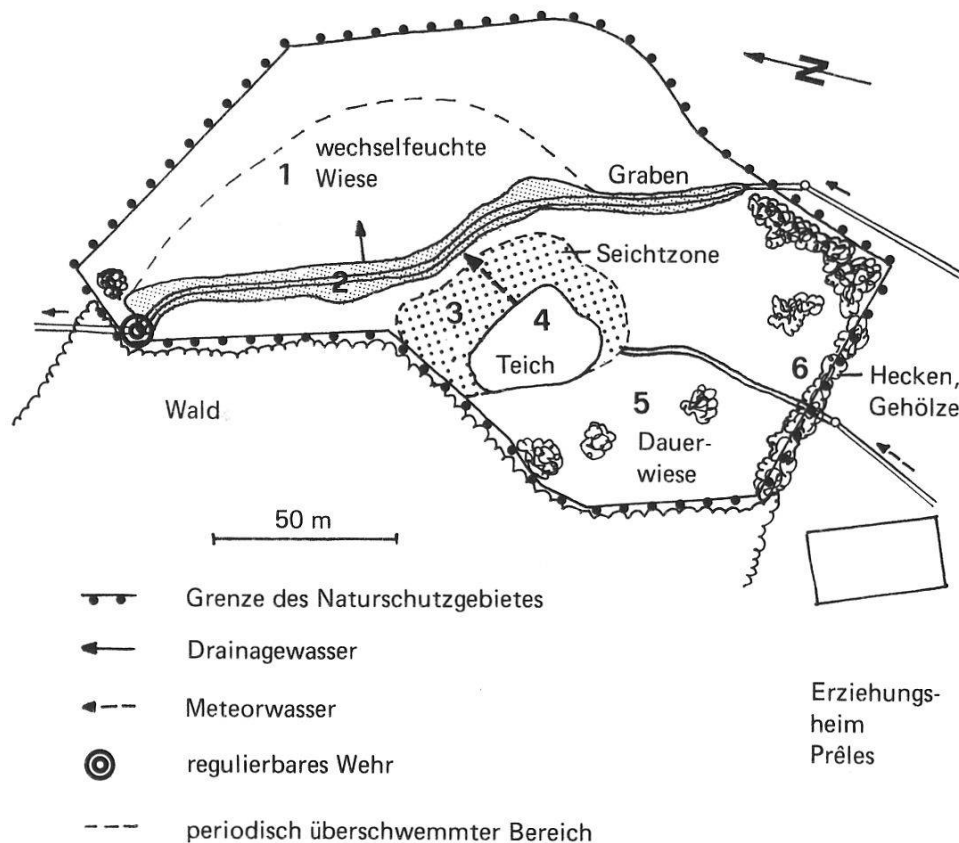 N
wechselfeuchte
1
Wiese
Graben
Seichtzone
2
3
4
Teich
6
Hecken,
Gehölze
5
Wald
Dauer-
wiese
50 m
Grenze des Naturschutzgebietes
Drainagewasser
Meteorwasser
Erziehungs-
heim
Prêles
regulierbares Wehr
periodisch überschwemmter Bereich